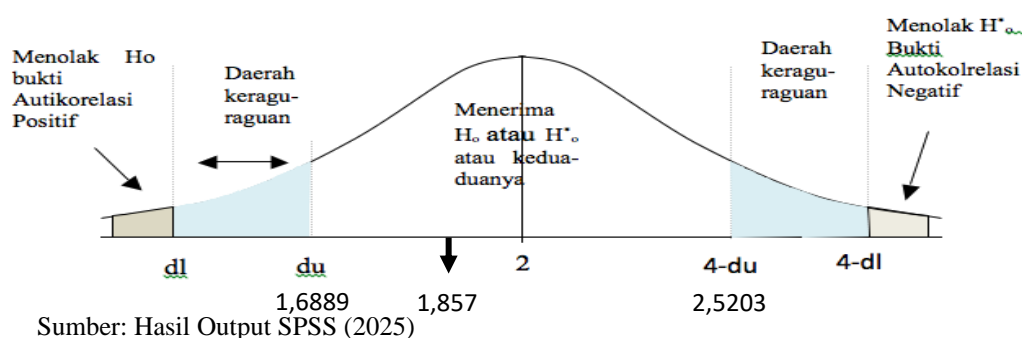 Menolak Ho
bukti
Autikorelasi
Positif
Daerah
keragu-
raguan
Menerima
Ho atau H*o
atau kedua-
duanya
Daerah
keragu-
raguan
Menolak H*o
Bukti
Autokolrelasi
Negatif
dl du 2 4-du 4-dl
1,6889 1,857 2,5203
Sumber: Hasil Output SPSS (2025)